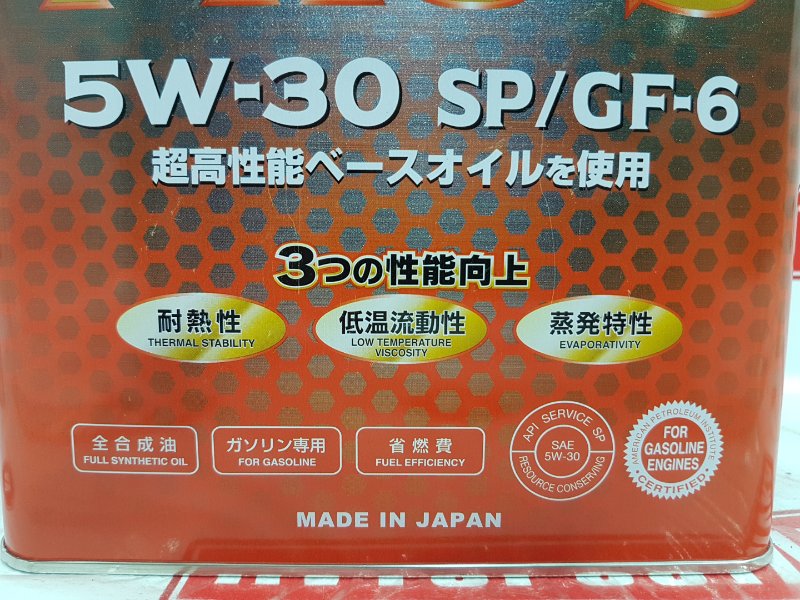 5W-30 SP/GF-6
超高性能ベースオイルを使用
3つの性能向上
耐熱性
THERMAL STABILITY
低温流動性
LOW TEMPERATURE
VISCOSITY
蒸発特性
EVAPORATIVITY
全合成油
FULL SYNTHETIC OIL
ガソリン専用
FOR GASOLINE
省燃費
FUEL EFFICIENCY
API SERVICE SP
SAE
5W-30
RESOURCE CONSERVING
AMERICAN PETROLEUM INSTITUTE
FOR
GASOLINE
ENGINES
CERTIFIED
MADE IN JAPAN